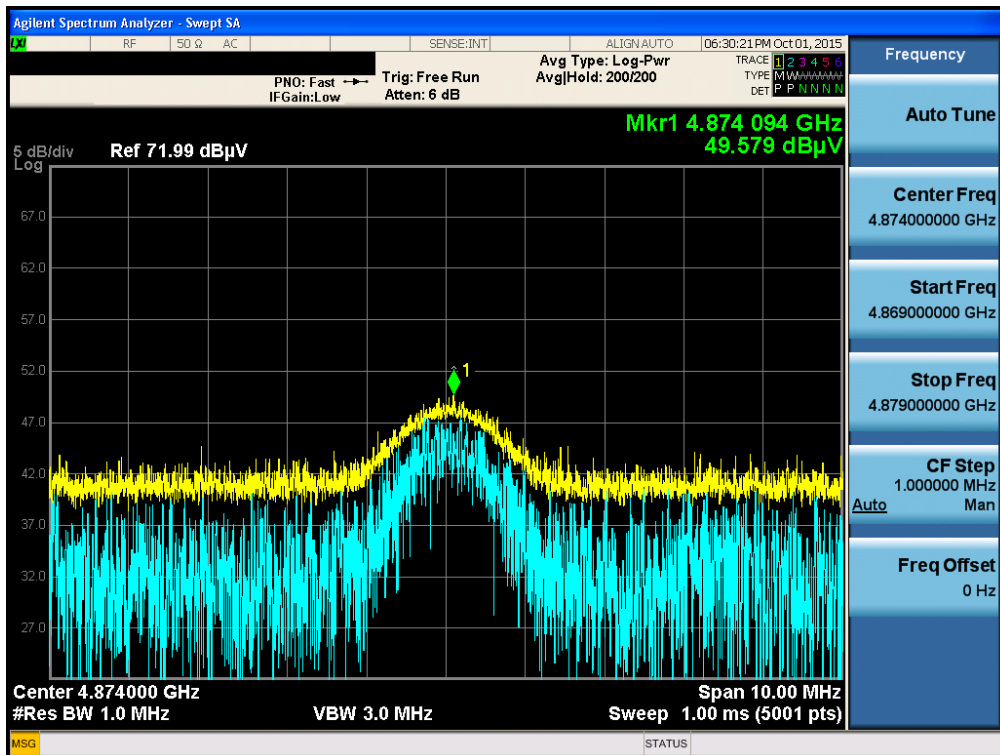 Agilent Spectrum Analyzer - Swept SA
LXI RF 50 Ω AC SENSE:INT ALIGNAUTO 06:30:21PM Oct 01, 2015
Avg Type: Log-Pwr TRACE 1 2 3 4 5 6
PNO: Fast Trig: Free Run Avg|Hold: 200/200 TYPE
IFGain:Low Atten: 6 dB DET P P N N N N
Mkr1 4.874 094 GHz
49.579 dBµV
5 dB/div Ref 71.99 dBµV
Log
67.0
62.0
57.0
52.0
1
47.0
42.0
37.0
32.0
27.0
Center 4.874000 GHz Span 10.00 MHz
#Res BW 1.0 MHz VBW 3.0 MHz Sweep 1.00 ms (5001 pts)
MSG STATUS
Frequency
Auto Tune
Center Freq
4.874000000 GHz
Start Freq
4.869000000 GHz
Stop Freq
4.879000000 GHz
CF Step
1.000000 MHz
Auto Man
Freq Offset
0 Hz